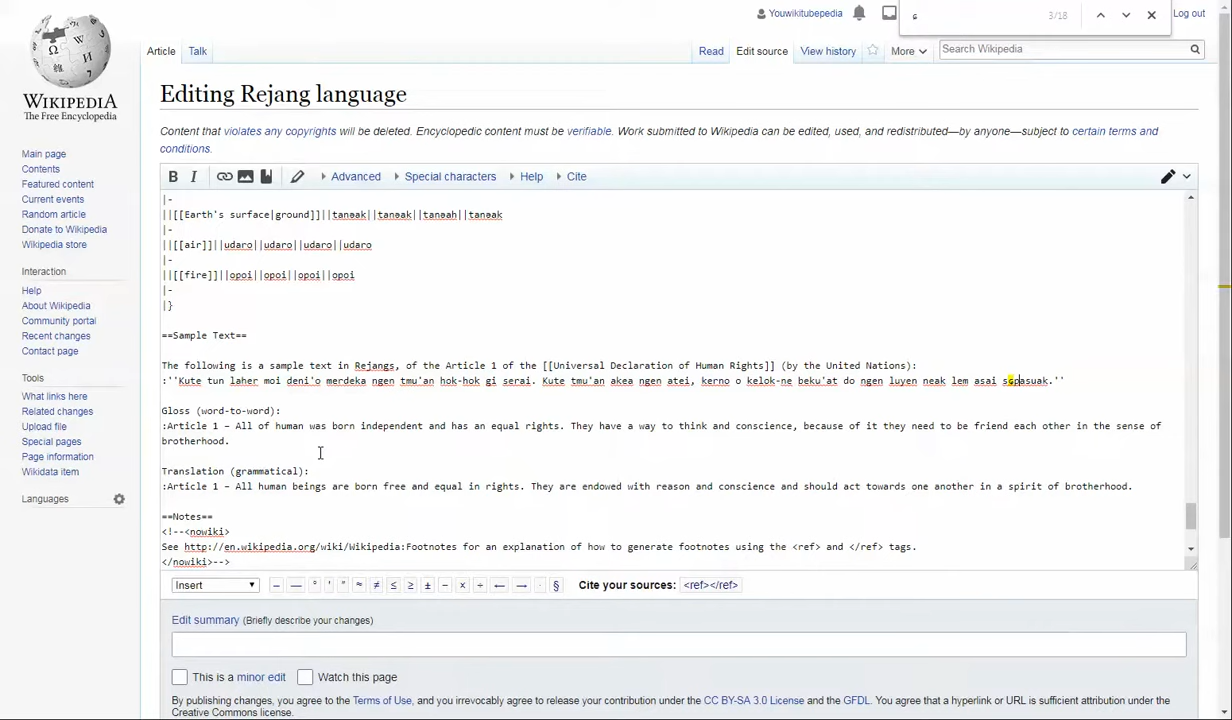 Youwikitubepedia
ɕ 3/18
Log out
Article Talk Read Edit source View history More Search Wikipedia
WIKIPEDIA
The Free Encyclopedia
Main page
Contents
Featured content
Current events
Random article
Donate to Wikipedia
Wikipedia store
Interaction
Help
About Wikipedia
Community portal
Recent changes
Contact page
Tools
What links here
Related changes
Upload file
Special pages
Page information
Wikidata item
Languages
Editing Rejang language
Content that violates any copyrights will be deleted. Encyclopedic content must be verifiable. Work submitted to Wikipedia can be edited, used, and redistributed—by anyone—subject to certain terms and
conditions.
B I Advanced Special characters Help Cite
|-
||[[Earth's surface|ground]]||tanəak||tanəak||tanəah||tanəak
|-
||[[air]]||udaro||udaro||udaro||udaro
|-
||[[fire]]||opoi||opoi||opoi||opoi
|-
|}
==Sample Text==
The following is a sample text in Rejangs, of the Article 1 of the [[Universal Declaration of Human Rights]] (by the United Nations):
:''Kute tun laher moi deni'o merdeka ngen tmu'an hok-hok gi serai. Kute tmu'an akea ngen atei, kerno o kelok-ne beku'at do ngen luyen neak lem asai sɕpasuak.''
Gloss (word-to-word):
:Article 1 – All of human was born independent and has an equal rights. They have a way to think and conscience, because of it they need to be friend each other in the sense of
brotherhood.
Translation (grammatical):
:Article 1 – All human beings are born free and equal in rights. They are endowed with reason and conscience and should act towards one another in a spirit of brotherhood.
==Notes==
<!--<nowiki>
See http://en.wikipedia.org/wiki/Wikipedia:Footnotes for an explanation of how to generate footnotes using the <ref> and </ref> tags.
</nowiki>-->
Insert – — ° ′ ″ ≈ ≠ ≤ ≥ ± − × ÷ ← → · § Cite your sources: <ref></ref>
Edit summary (Briefly describe your changes)
This is a minor edit Watch this page
By publishing changes, you agree to the Terms of Use, and you irrevocably agree to release your contribution under the CC BY-SA 3.0 License and the GFDL. You agree that a hyperlink or URL is sufficient attribution under the
Creative Commons license.